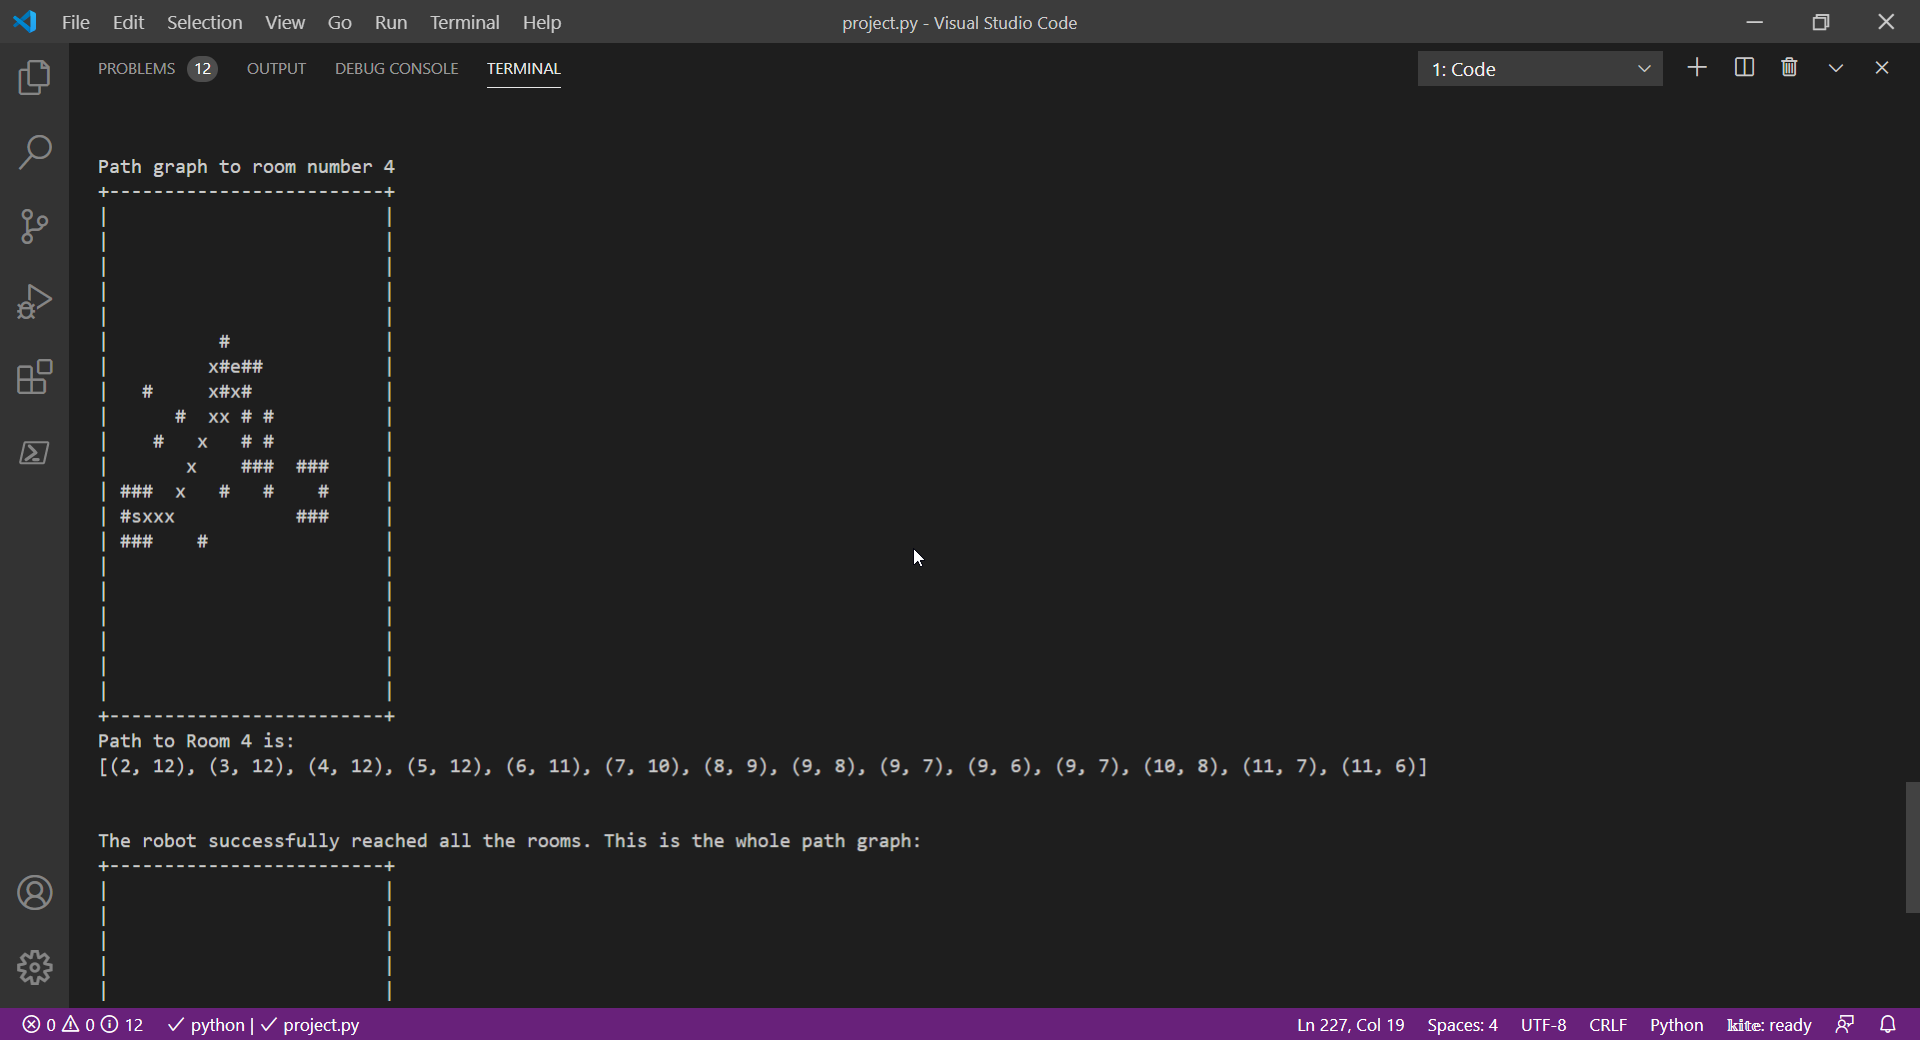 File Edit Selection View Go Run Terminal Help
project.py - Visual Studio Code
PROBLEMS 12 OUTPUT DEBUG CONSOLE TERMINAL
1: Code
Path graph to room number 4
+-------------------------+
|                         |
|                         |
|                         |
|                         |
|                         |
|          #              |
|         x#e##           |
|   #     x#x#            |
|      #  xx # #          |
|    #   x   # #          |
|       x    ###  ###     |
| ###  x   #   #    #     |
| #sxxx           ###     |
| ###    #                |
|                         |
|                         |
|                         |
|                         |
|                         |
|                         |
+-------------------------+
Path to Room 4 is:
[(2, 12), (3, 12), (4, 12), (5, 12), (6, 11), (7, 10), (8, 9), (9, 8), (9, 7), (9, 6), (9, 7), (10, 8), (11, 7), (11, 6)]
The robot successfully reached all the rooms. This is the whole path graph:
+-------------------------+
|                         |
|                         |
|                         |
|                         |
|                         |
0 0 12 python | project.py
Ln 227, Col 19 Spaces: 4 UTF-8 CRLF Python kite: ready